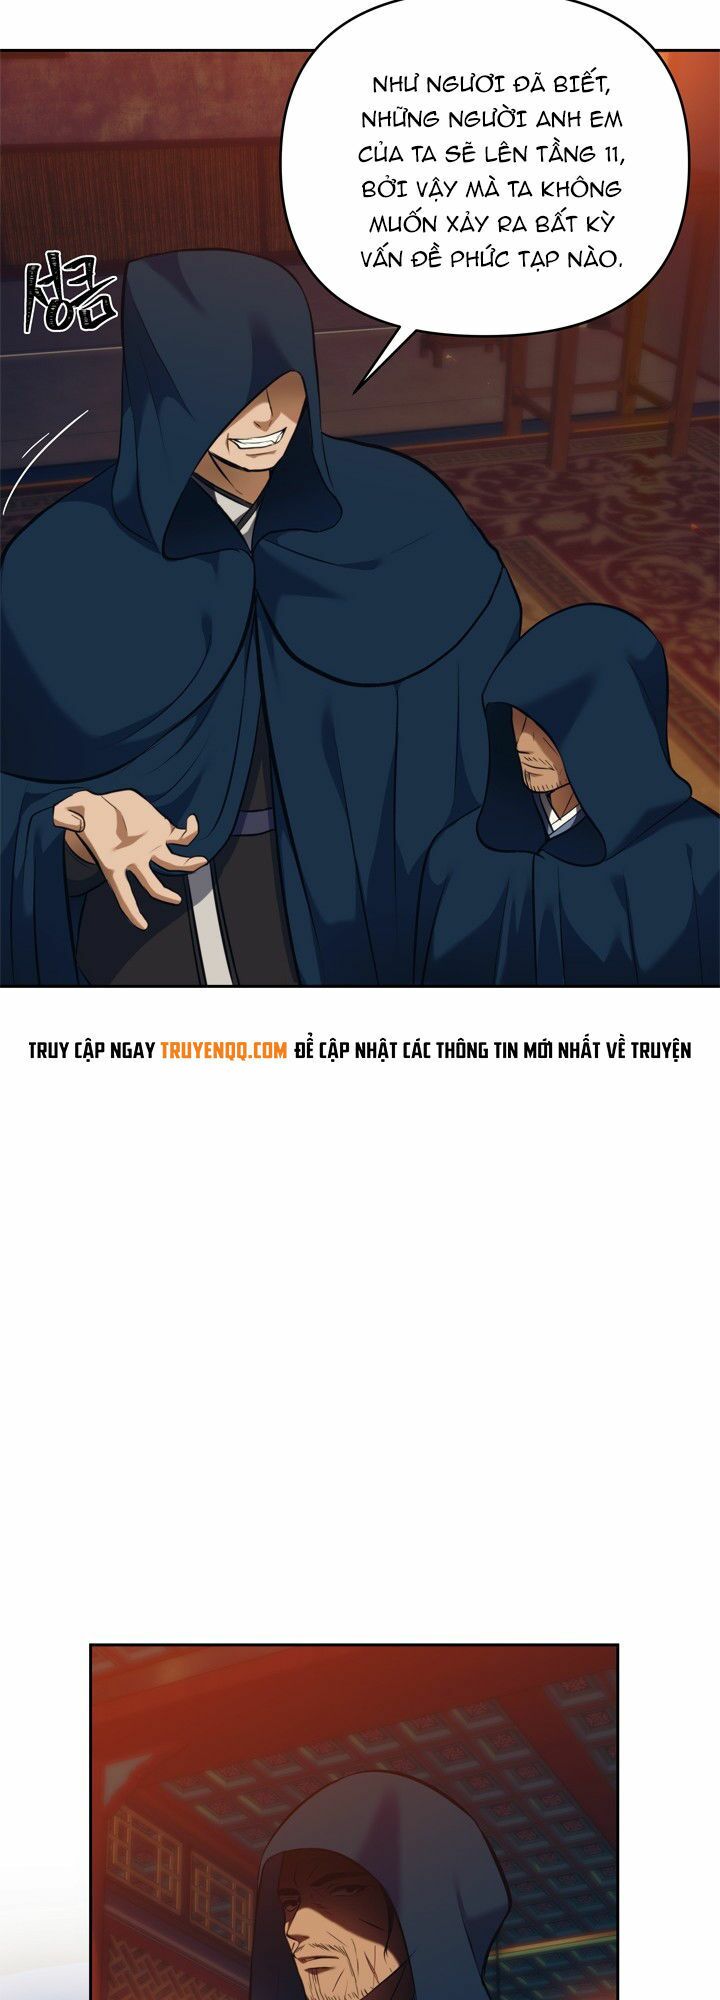 NHƯ NGƯƠI ĐÃ BIẾT,
NHỮNG NGƯỜI ANH EM
CỦA TA SẼ LÊN TẦNG 11,
BỞI VẬY MÀ TA KHÔNG
MUỐN XẢY RA BẤT KỲ
VẤN ĐỀ PHỨC TẠP NÀO.
성큼
TRUY CẬP NGAY TRUYENQQ.COM ĐỂ CẬP NHẬT CÁC THÔNG TIN MỚI NHẤT VỀ TRUYỆN